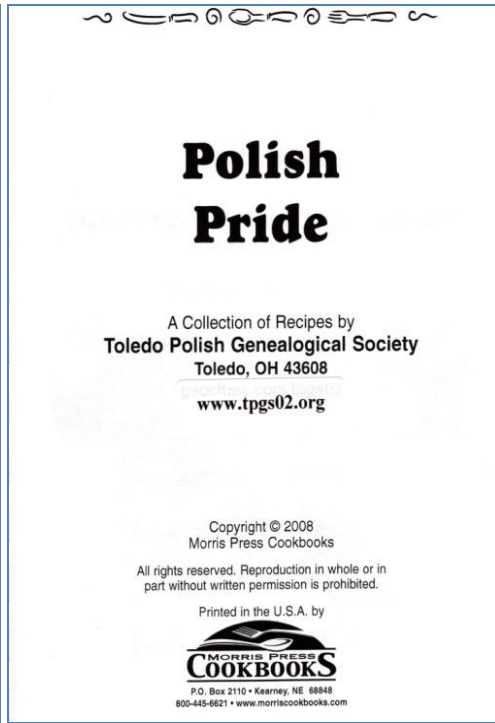 Polish
Pride
A Collection of Recipes by
Toledo Polish Genealogical Society
Toledo, OH 43608
www.tpgs02.org
Copyright © 2008
Morris Press Cookbooks
All rights reserved. Reproduction in whole or in
part without written permission is prohibited.
Printed in the U.S.A. by
MORRIS PRESS
COOKBOOKS
P.O. Box 2110 • Kearney, NE 68848
800-445-6621 • www.morriscookbooks.com